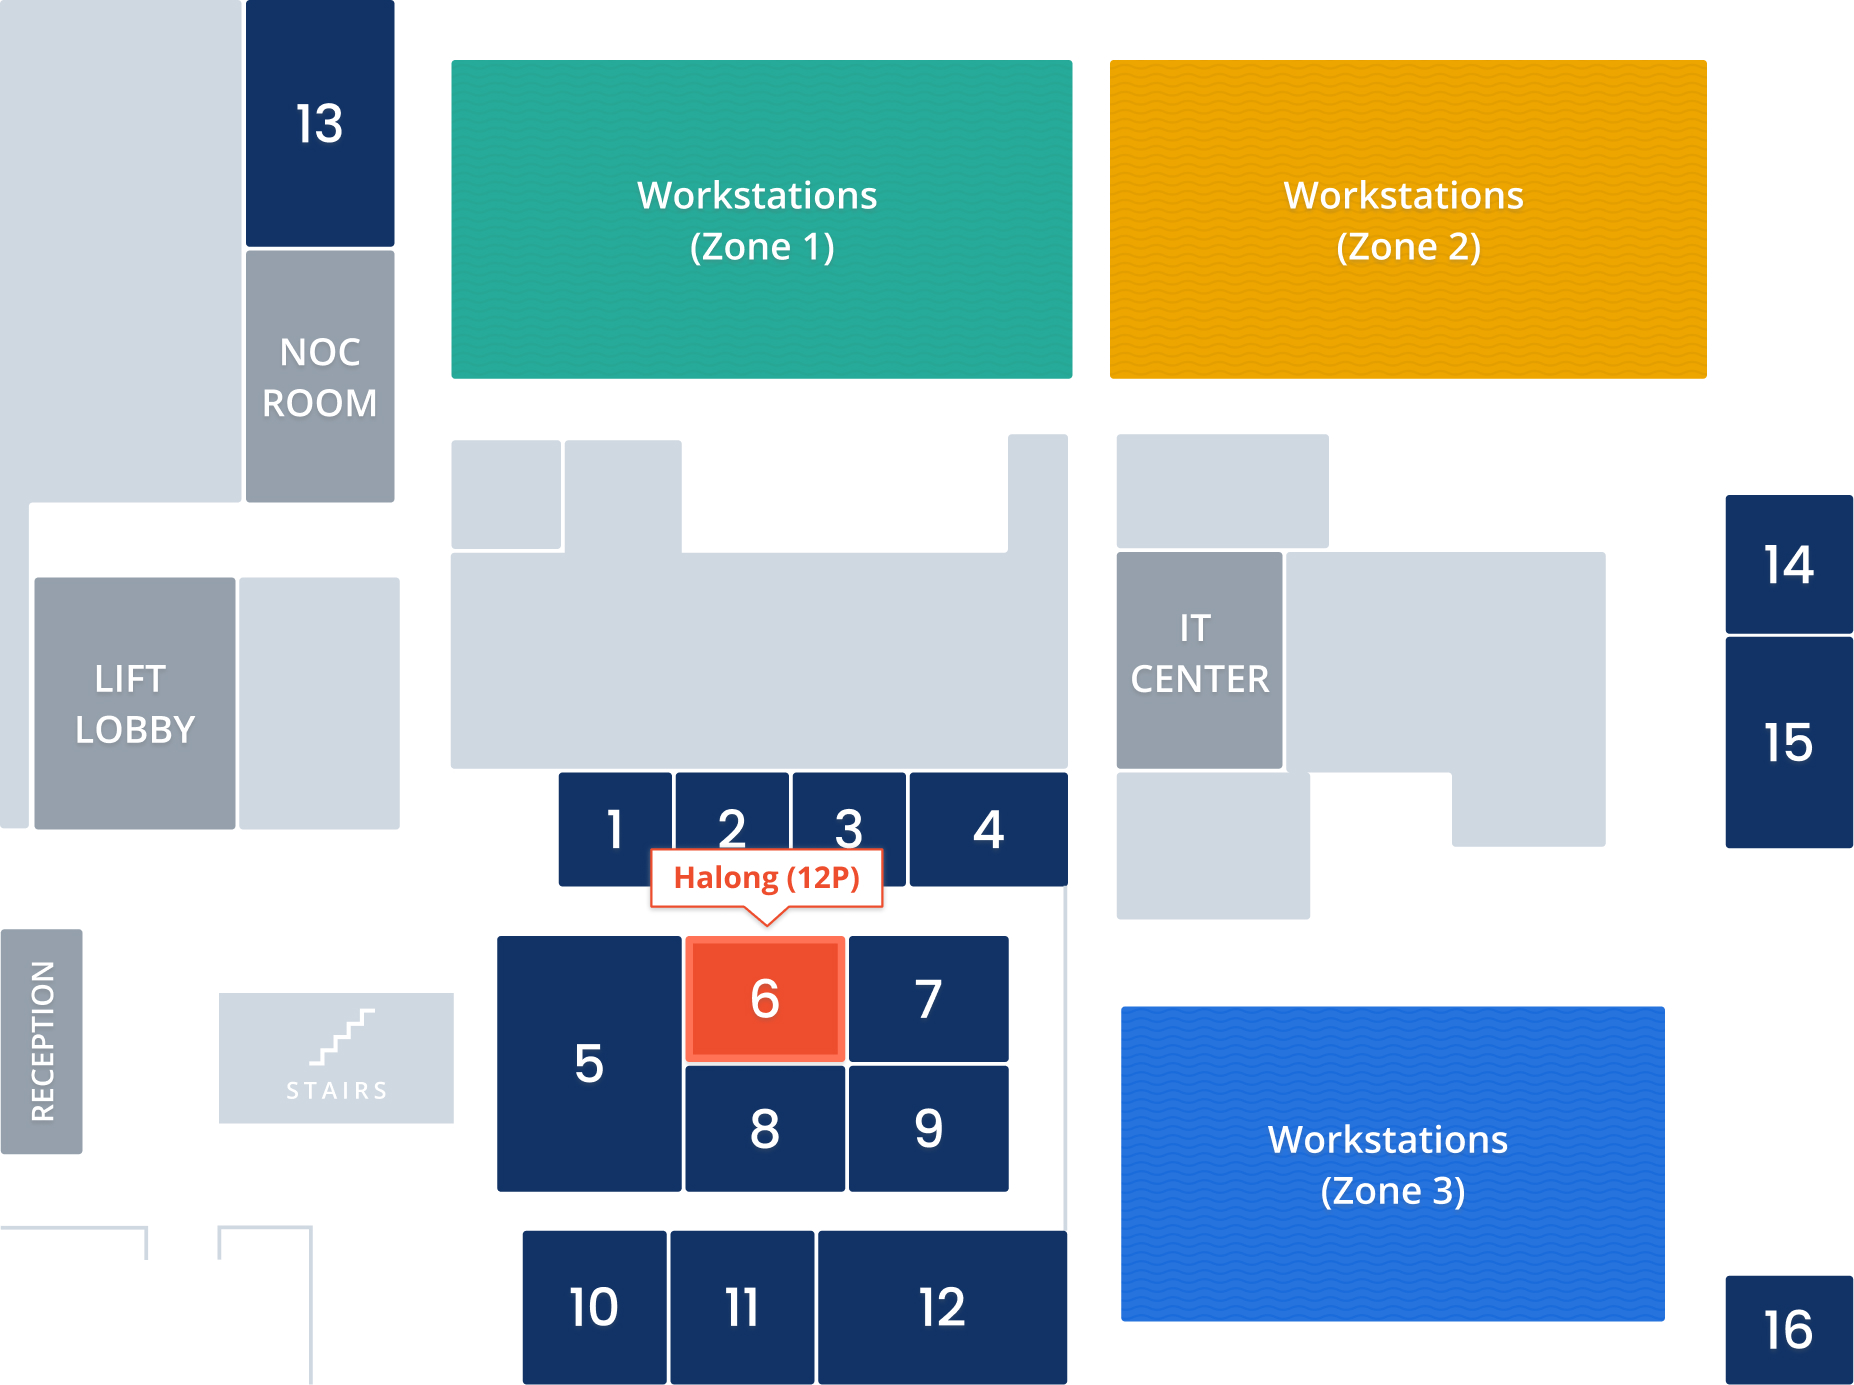 13
Workstations
(Zone 1)
Workstations
(Zone 2)
NOC
ROOM
LIFT
LOBBY
IT
CENTER
14
15
1
2
3
4
Halong (12P)
5
6
7
8
9
RECEPTION
STAIRS
Workstations
(Zone 3)
10
11
12
16